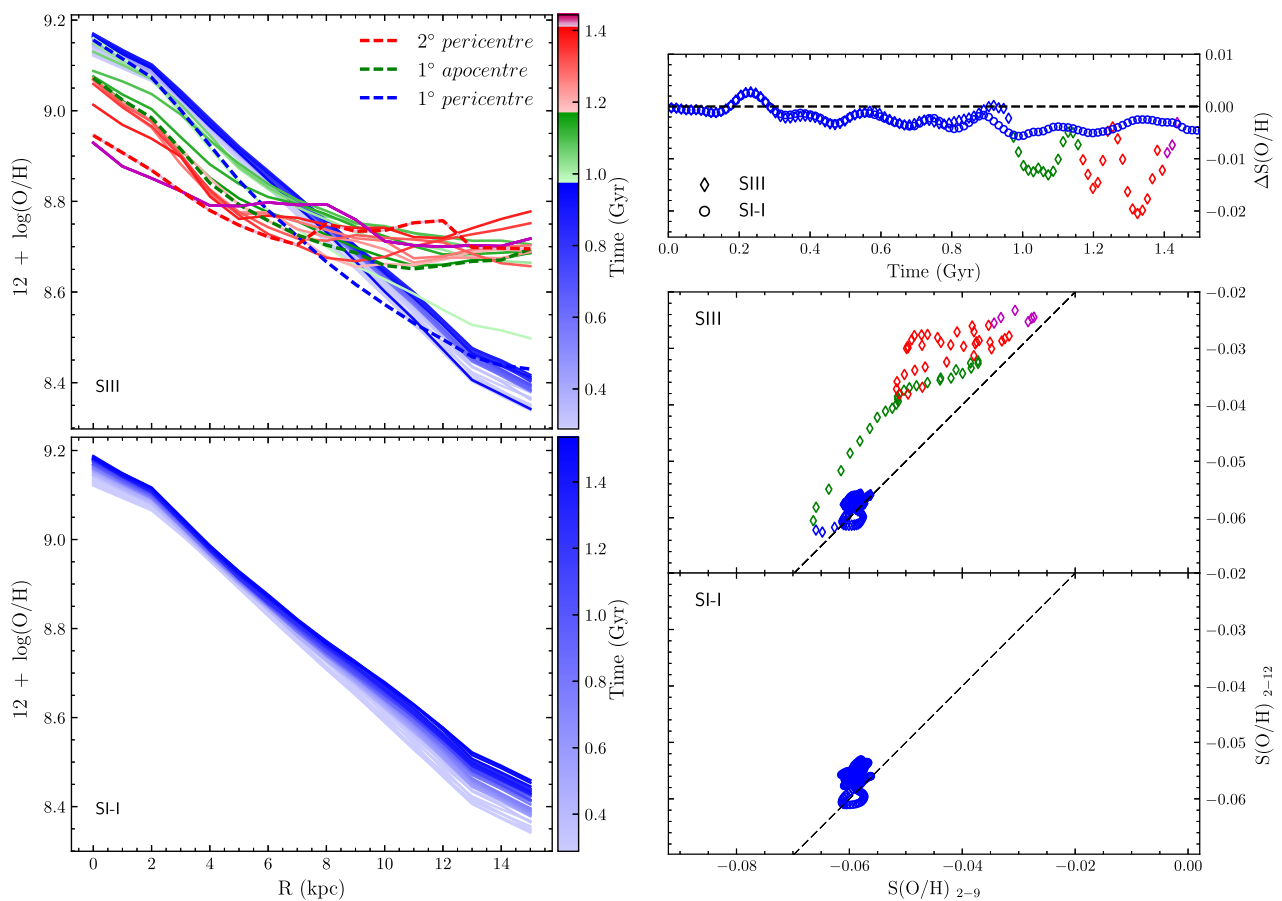 9.2
9.0
8.8
8.6
8.4
12 + log(O/H)
2° pericentre
1° apocentre
1° pericentre
SIII
1.4
1.2
1.0
0.8
0.6
0.4
Time (Gyr)
9.2
9.0
8.8
8.6
8.4
12 + log(O/H)
SI-I
0 2 4 6 8 10 12 14
R (kpc)
1.4
1.2
1.0
0.8
0.6
0.4
Time (Gyr)
0.01
0.00
−0.01
−0.02
ΔS(O/H)
SIII
SI-I
0.0 0.2 0.4 0.6 0.8 1.0 1.2 1.4
Time (Gyr)
SIII
−0.02
−0.03
−0.04
−0.05
−0.06
−0.02
SI-I
−0.03
−0.04
−0.05
−0.06
S(O/H) 2−12
−0.08 −0.06 −0.04 −0.02 0.00
S(O/H) 2−9